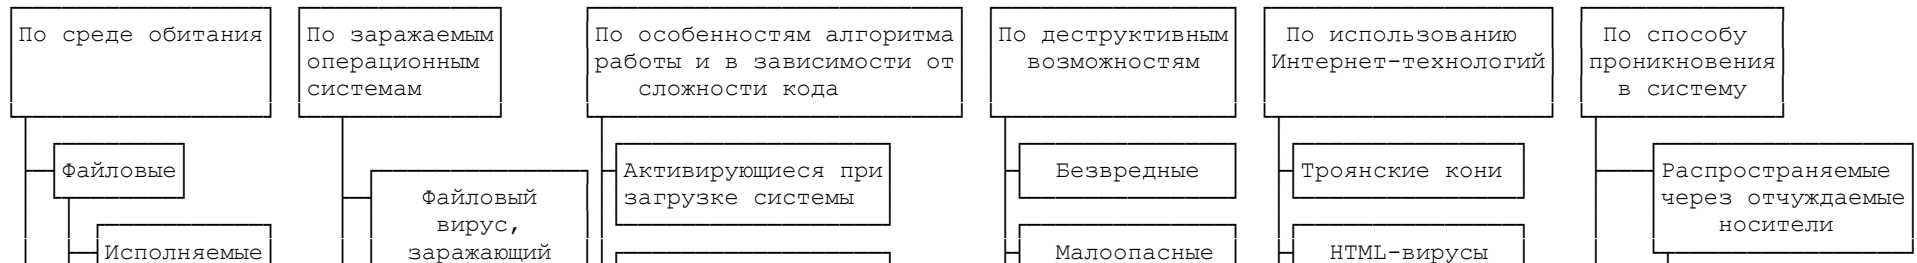 По среде обитания
По заражаемым
операционным
системам
По особенностям алгоритма
работы и в зависимости от
сложности кода
По деструктивным
возможностям
По использованию
Интернет-технологий
По способу
проникновения
в систему
Файловые
Исполняемые
Файловый
вирус,
заражающий
Активирующиеся при
загрузке системы
Безвредные
Малоопасные
Троянские кони
HTML-вирусы
Распространяемые
через отчуждаемые
носители